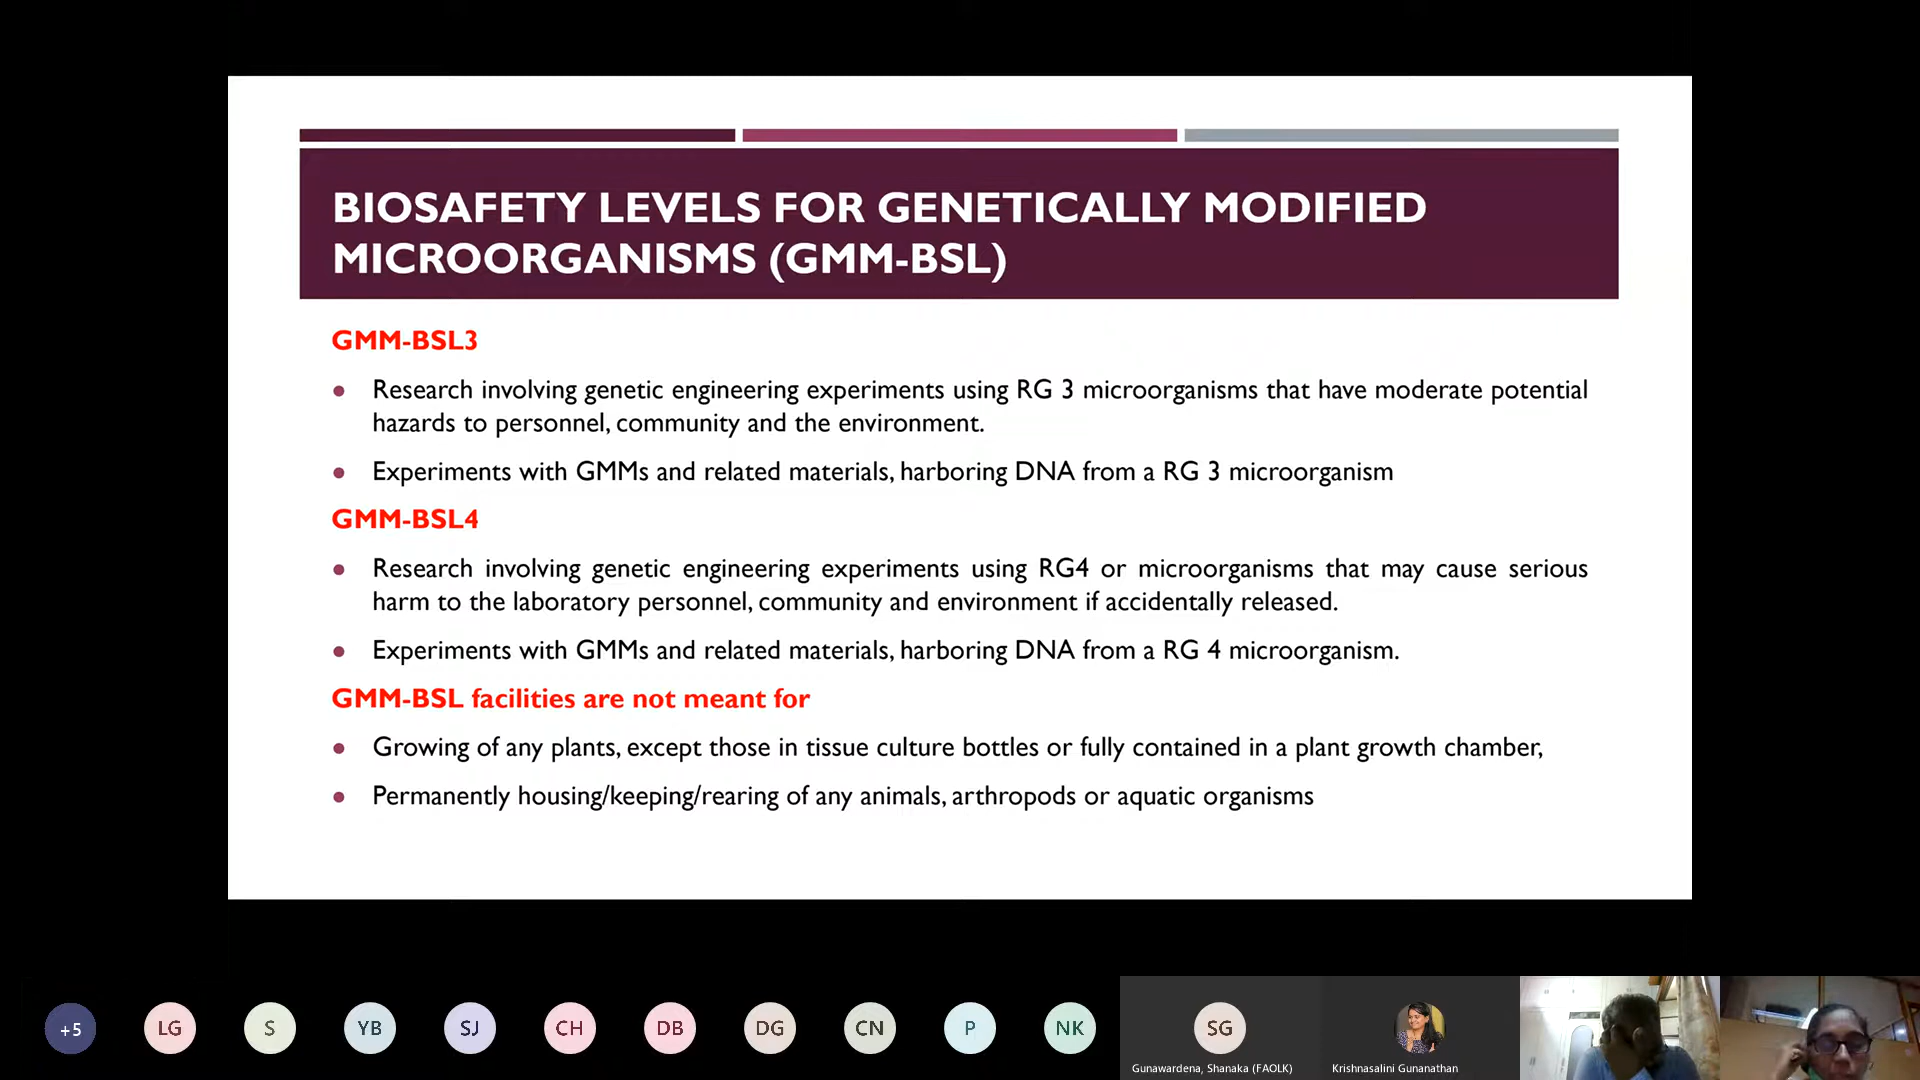 BIOSAFETY LEVELS FOR GENETICALLY MODIFIED
MICROORGANISMS (GMM-BSL)
GMM-BSL3
● Research involving genetic engineering experiments using RG 3 microorganisms that have moderate potential
hazards to personnel, community and the environment.
● Experiments with GMMs and related materials, harboring DNA from a RG 3 microorganism
GMM-BSL4
● Research involving genetic engineering experiments using RG4 or microorganisms that may cause serious
harm to the laboratory personnel, community and environment if accidentally released.
● Experiments with GMMs and related materials, harboring DNA from a RG 4 microorganism.
GMM-BSL facilities are not meant for
● Growing of any plants, except those in tissue culture bottles or fully contained in a plant growth chamber,
● Permanently housing/keeping/rearing of any animals, arthropods or aquatic organisms
+5 LG S YB SJ CH DB DG CN P NK SG
Gunawardena, Shanaka (FAOLK) Krishnasalini Gunanathan